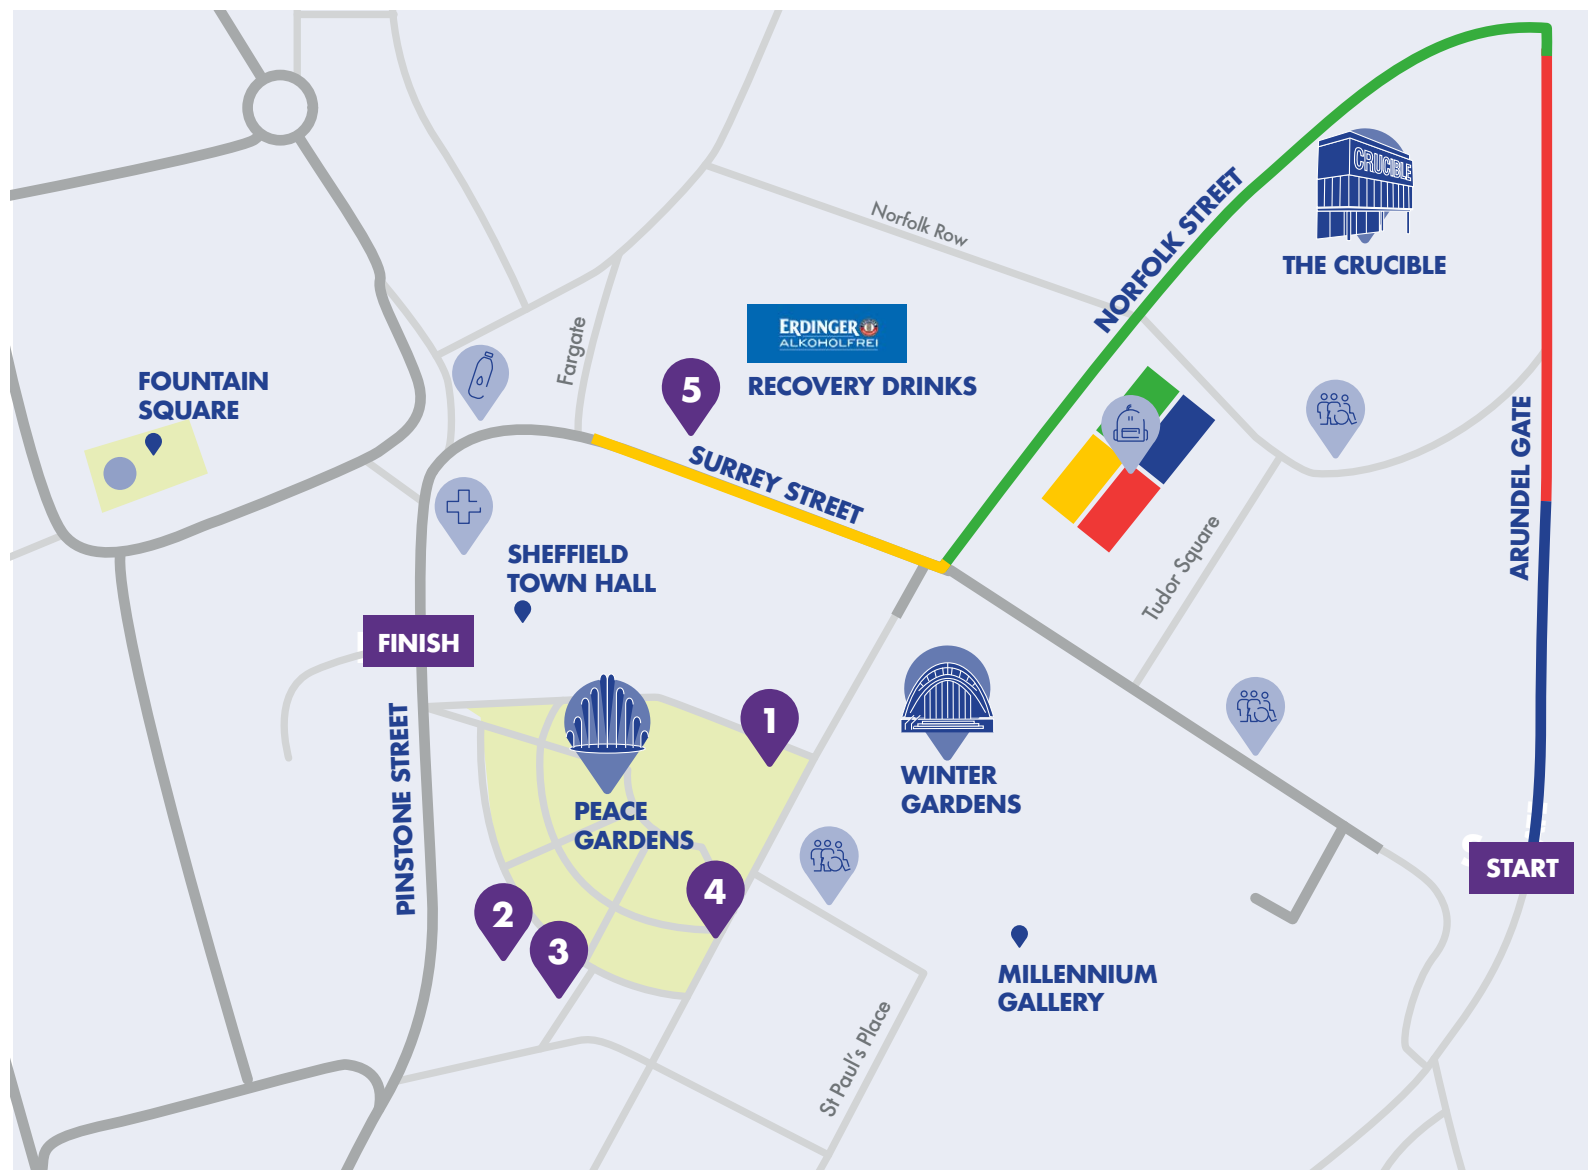 CRUCIBLE
THE CRUCIBLE
NORFOLK STREET
Norfolk Row
ERDINGER
ALKOHOLFREI
RECOVERY DRINKS
Fargate
5
FOUNTAIN
SQUARE
SURREY STREET
ARUNDEL GATE
SHEFFIELD
TOWN HALL
Tudor Square
FINISH
PINSTONE STREET
1
WINTER
GARDENS
PEACE
GARDENS
START
4
2
3
MILLENNIUM
GALLERY
St Paul's Place